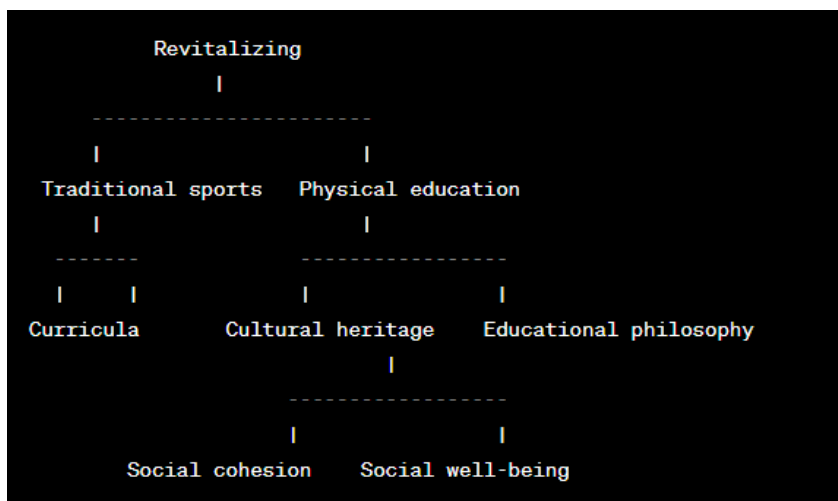 Revitalizing
Traditional sports Physical education
Curricula Cultural heritage Educational philosophy
Social cohesion Social well-being